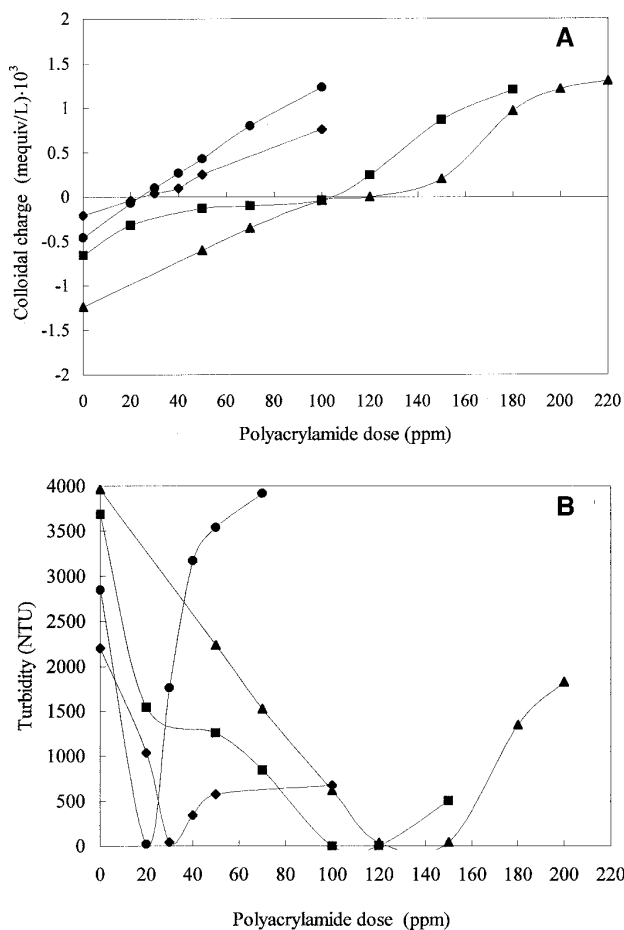 A
2
1.5
1
0.5
0
-0.5
-1
-1.5
-2
Colloidal charge (mequiv/L)·10³
0 20 40 60 80 100 120 140 160 180 200 220
Polyacrylamide dose (ppm)
B
4000
3500
3000
2500
2000
1500
1000
500
0
Turbidity (NTU)
0 20 40 60 80 100 120 140 160 180 200 220
Polyacrylamide dose (ppm)